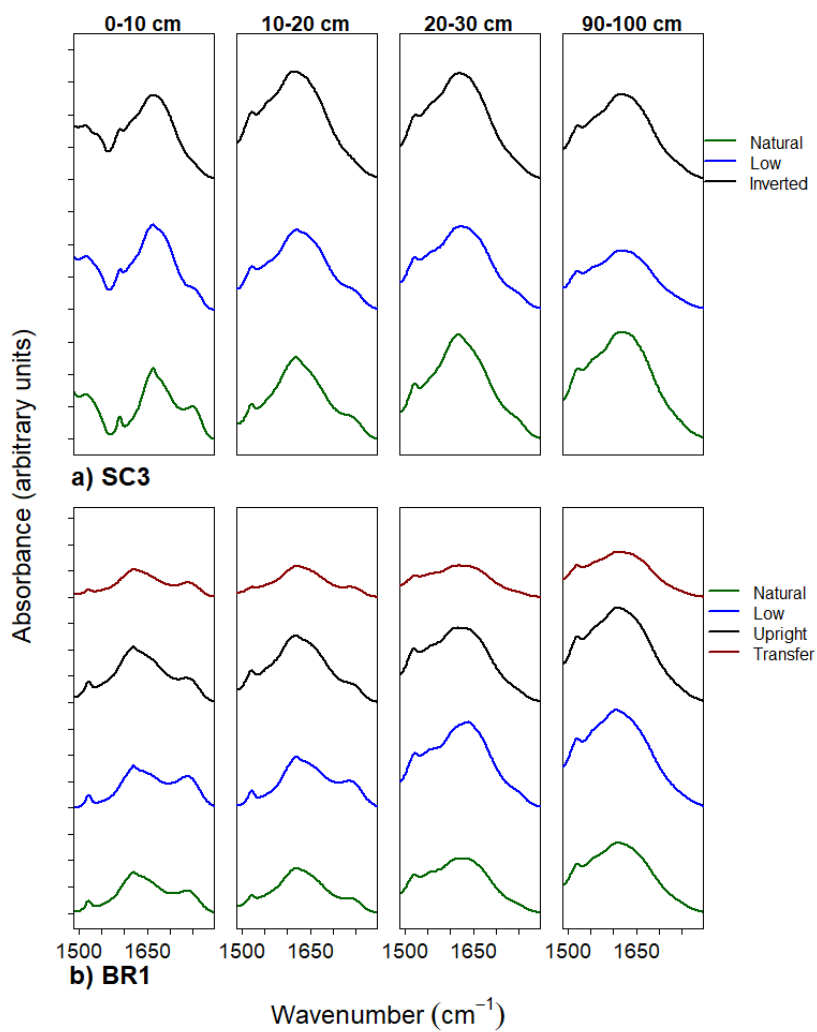 0-10 cm 10-20 cm 20-30 cm 90-100 cm
Natural
Low
Inverted
a) SC3
Absorbance (arbitrary units)
Natural
Low
Upright
Transfer
1500 1650 1500 1650 1500 1650 1500 1650
b) BR1
Wavenumber (cm⁻¹)